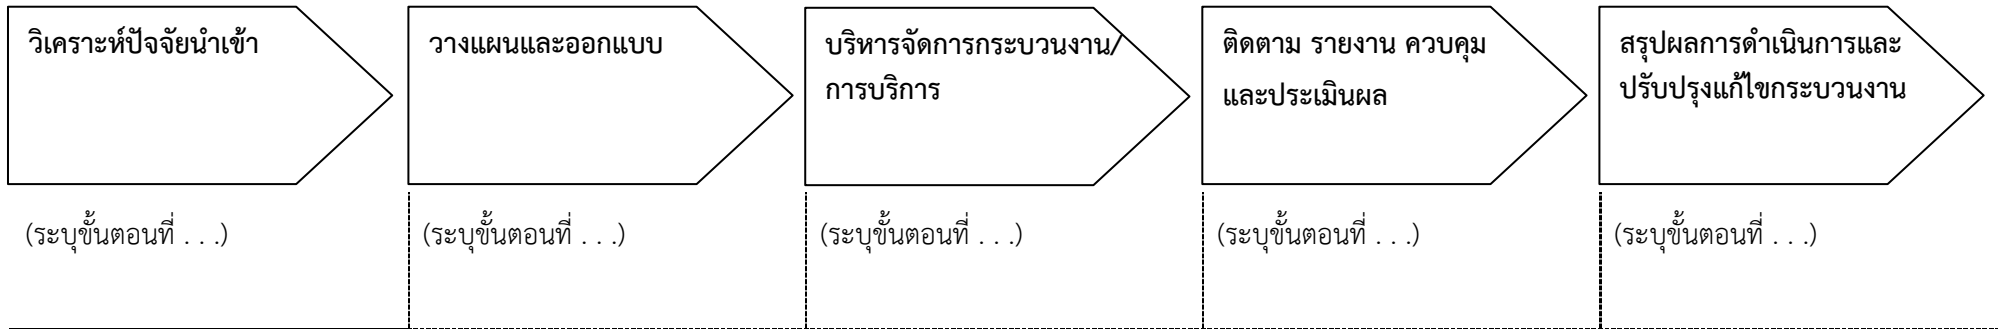 วิเคราะห์ปัจจัยนำเข้า
วางแผนและออกแบบ
บริหารจัดการกระบวนงาน/
การบริการ
ติดตาม รายงาน ควบคุม
และประเมินผล
สรุปผลการดำเนินการและ
ปรับปรุงแก้ไขกระบวนงาน
(ระบุขั้นตอนที่ . . .)
(ระบุขั้นตอนที่ . . .)
(ระบุขั้นตอนที่ . . .)
(ระบุขั้นตอนที่ . . .)
(ระบุขั้นตอนที่ . . .)